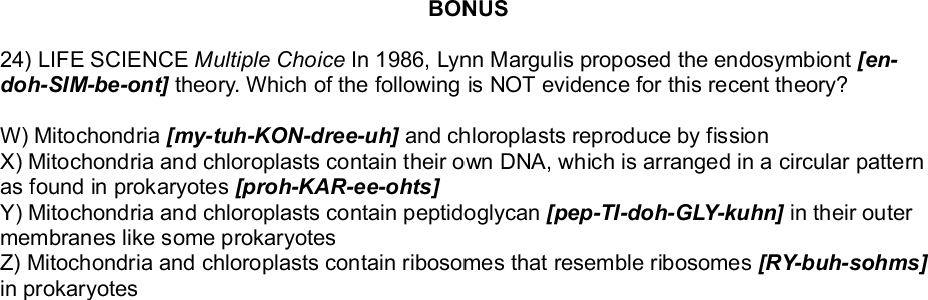 BONUS
24) LIFE SCIENCE Multiple Choice In 1986, Lynn Margulis proposed the endosymbiont [en-
doh-SIM-be-ont] theory. Which of the following is NOT evidence for this recent theory?
W) Mitochondria [my-tuh-KON-dree-uh] and chloroplasts reproduce by fission
X) Mitochondria and chloroplasts contain their own DNA, which is arranged in a circular pattern
as found in prokaryotes [proh-KAR-ee-ohts]
Y) Mitochondria and chloroplasts contain peptidoglycan [pep-TI-doh-GLY-kuhn] in their outer
membranes like some prokaryotes
Z) Mitochondria and chloroplasts contain ribosomes that resemble ribosomes [RY-buh-sohms]
in prokaryotes